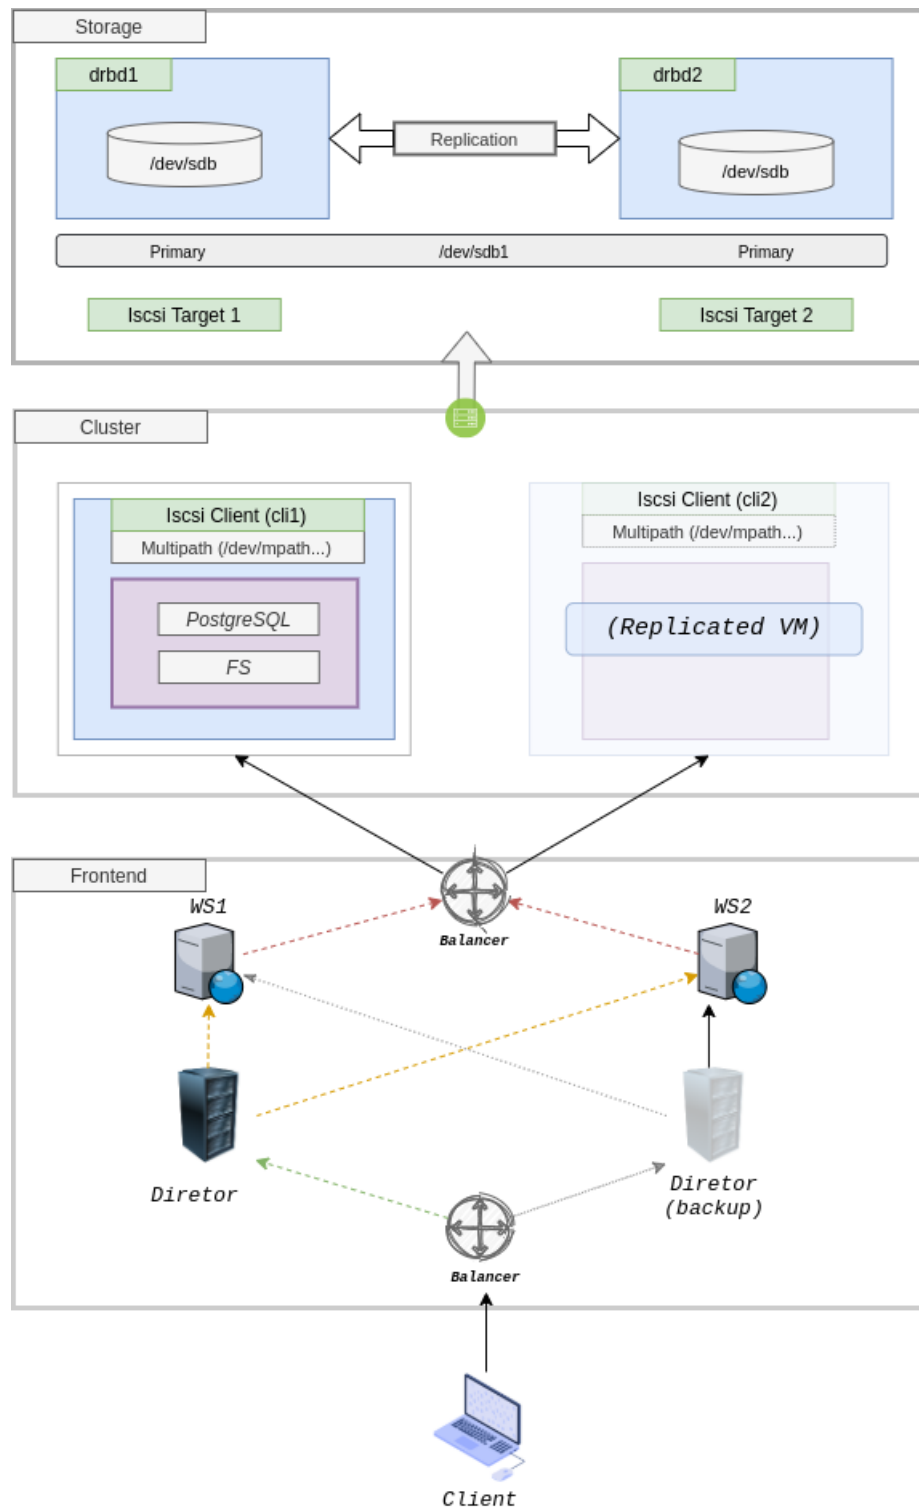 Storage
drbd1
drbd2
/dev/sdb
Replication
/dev/sdb
Primary
/dev/sdb1
Primary
Iscsi Target 1
Iscsi Target 2
Cluster
Iscsi Client (cli1)
Multipath (/dev/mpath...)
PostgreSQL
FS
Iscsi Client (cli2)
Multipath (/dev/mpath...)
(Replicated VM)
Frontend
WS1
WS2
Balancer
Diretor
Diretor
(backup)
Balancer
Client